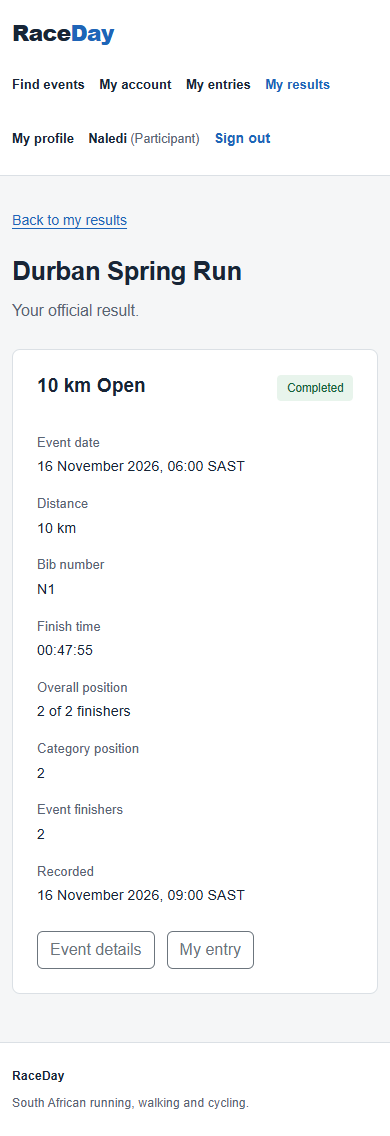 RaceDay
Find events My account My entries My results
My profile Naledi (Participant) Sign out
Back to my results
Durban Spring Run
Your official result.
10 km Open Completed
Event date
16 November 2026, 06:00 SAST
Distance
10 km
Bib number
N1
Finish time
00:47:55
Overall position
2 of 2 finishers
Category position
2
Event finishers
2
Recorded
16 November 2026, 09:00 SAST
Event details My entry
RaceDay
South African running, walking and cycling.